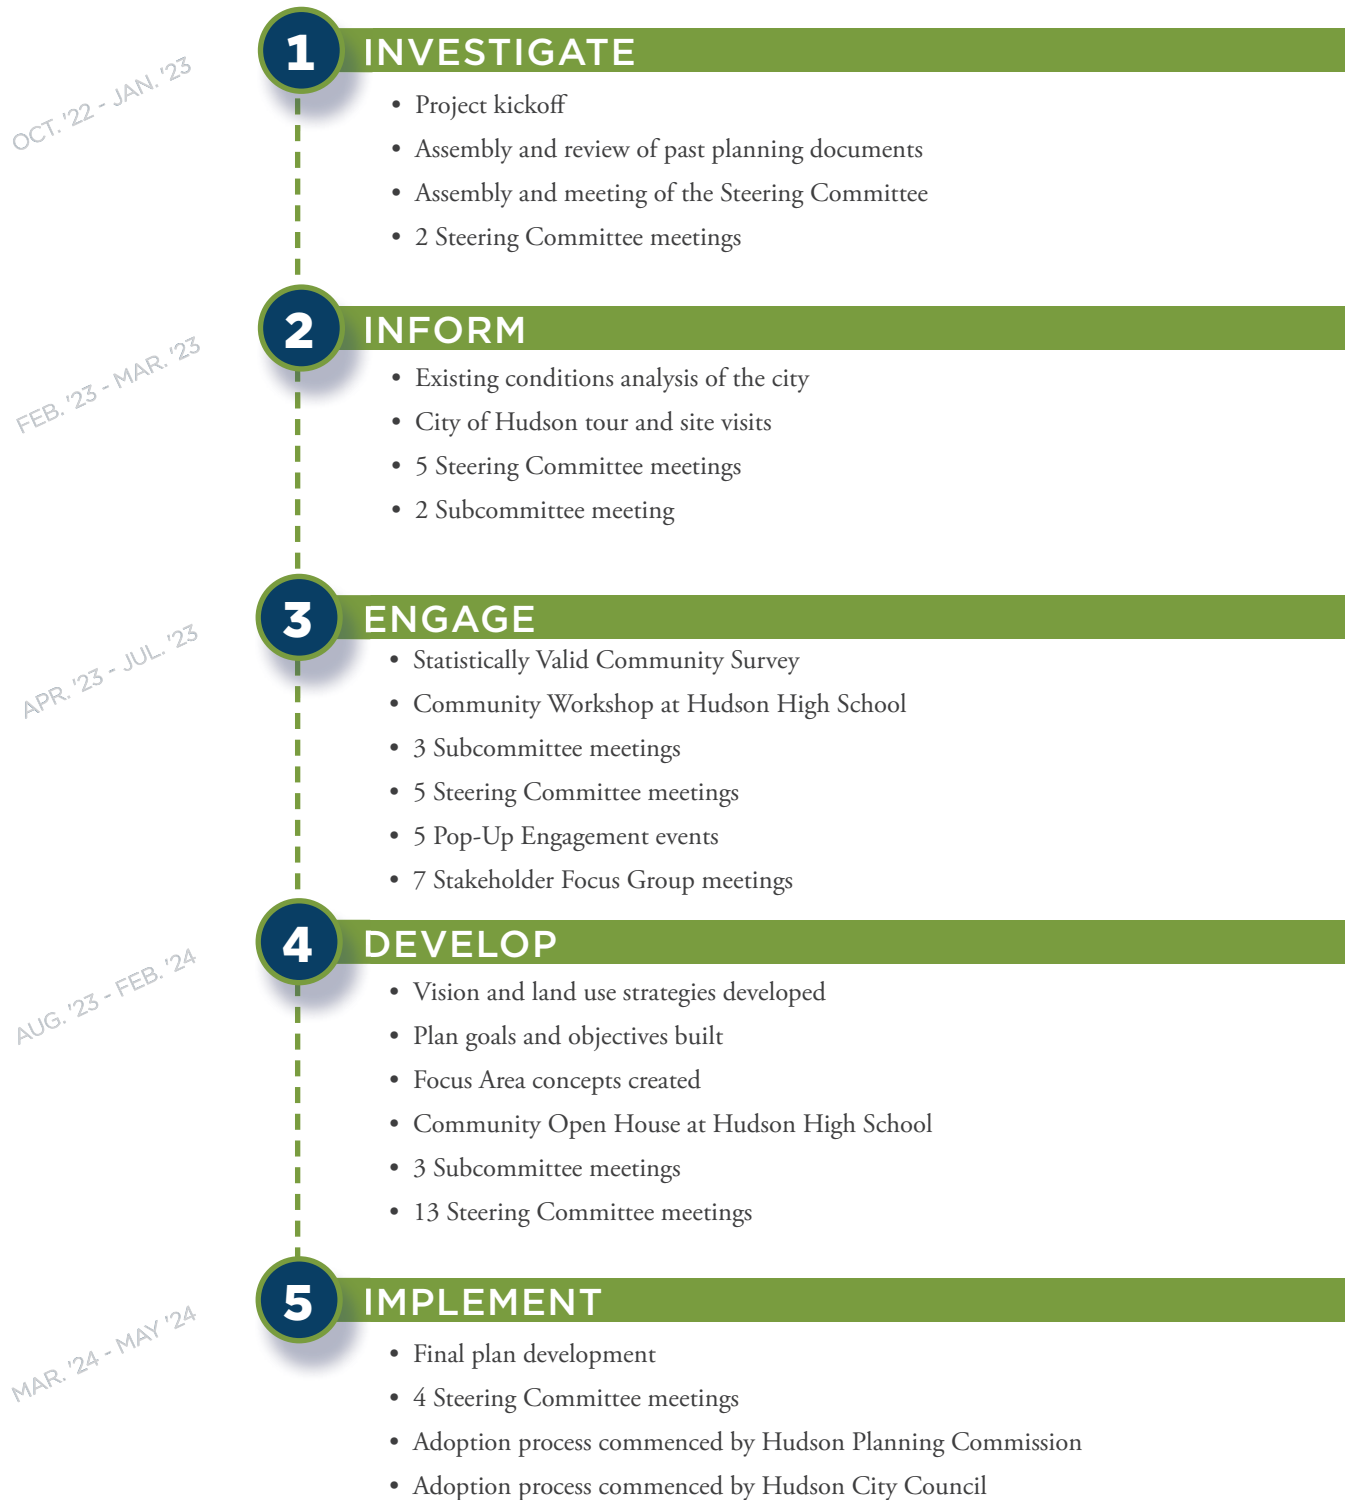 OCT. '22 - JAN. '23
1
INVESTIGATE
• Project kickoff
• Assembly and review of past planning documents
• Assembly and meeting of the Steering Committee
• 2 Steering Committee meetings
FEB. '23 - MAR. '23
2
INFORM
• Existing conditions analysis of the city
• City of Hudson tour and site visits
• 5 Steering Committee meetings
• 2 Subcommittee meeting
APR. '23 - JUL. '23
3
ENGAGE
• Statistically Valid Community Survey
• Community Workshop at Hudson High School
• 3 Subcommittee meetings
• 5 Steering Committee meetings
• 5 Pop-Up Engagement events
• 7 Stakeholder Focus Group meetings
AUG. '23 - FEB. '24
4
DEVELOP
• Vision and land use strategies developed
• Plan goals and objectives built
• Focus Area concepts created
• Community Open House at Hudson High School
• 3 Subcommittee meetings
• 13 Steering Committee meetings
MAR. '24 - MAY '24
5
IMPLEMENT
• Final plan development
• 4 Steering Committee meetings
• Adoption process commenced by Hudson Planning Commission
• Adoption process commenced by Hudson City Council